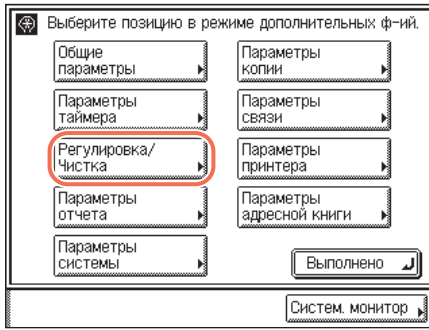 Выберите позицию в режиме дополнительных ф-ий.
Общие
параметры
Параметры
копии
Параметры
таймера
Параметры
связи
Регулировка/
Чистка
Параметры
принтера
Параметры
отчета
Параметры
адресной книги
Параметры
системы
Выполнено
Систем. монитор